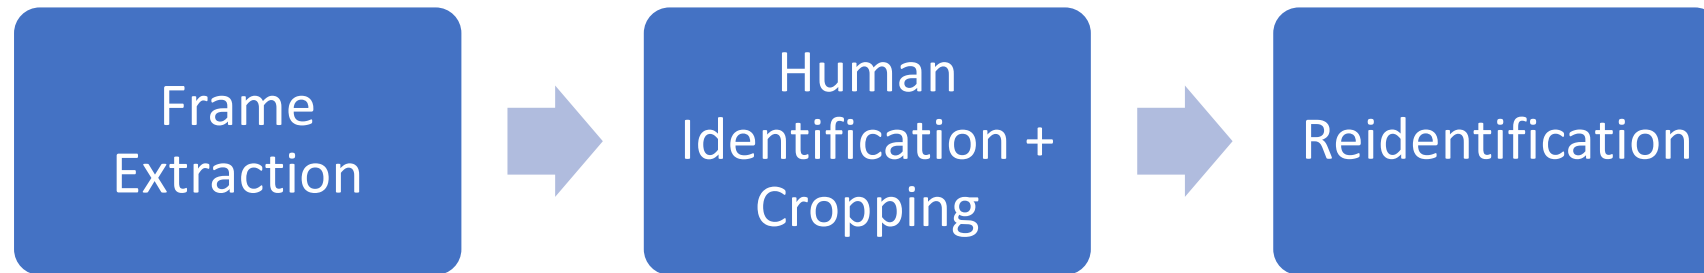 Frame
Extraction
Human
Identification +
Cropping
Reidentification